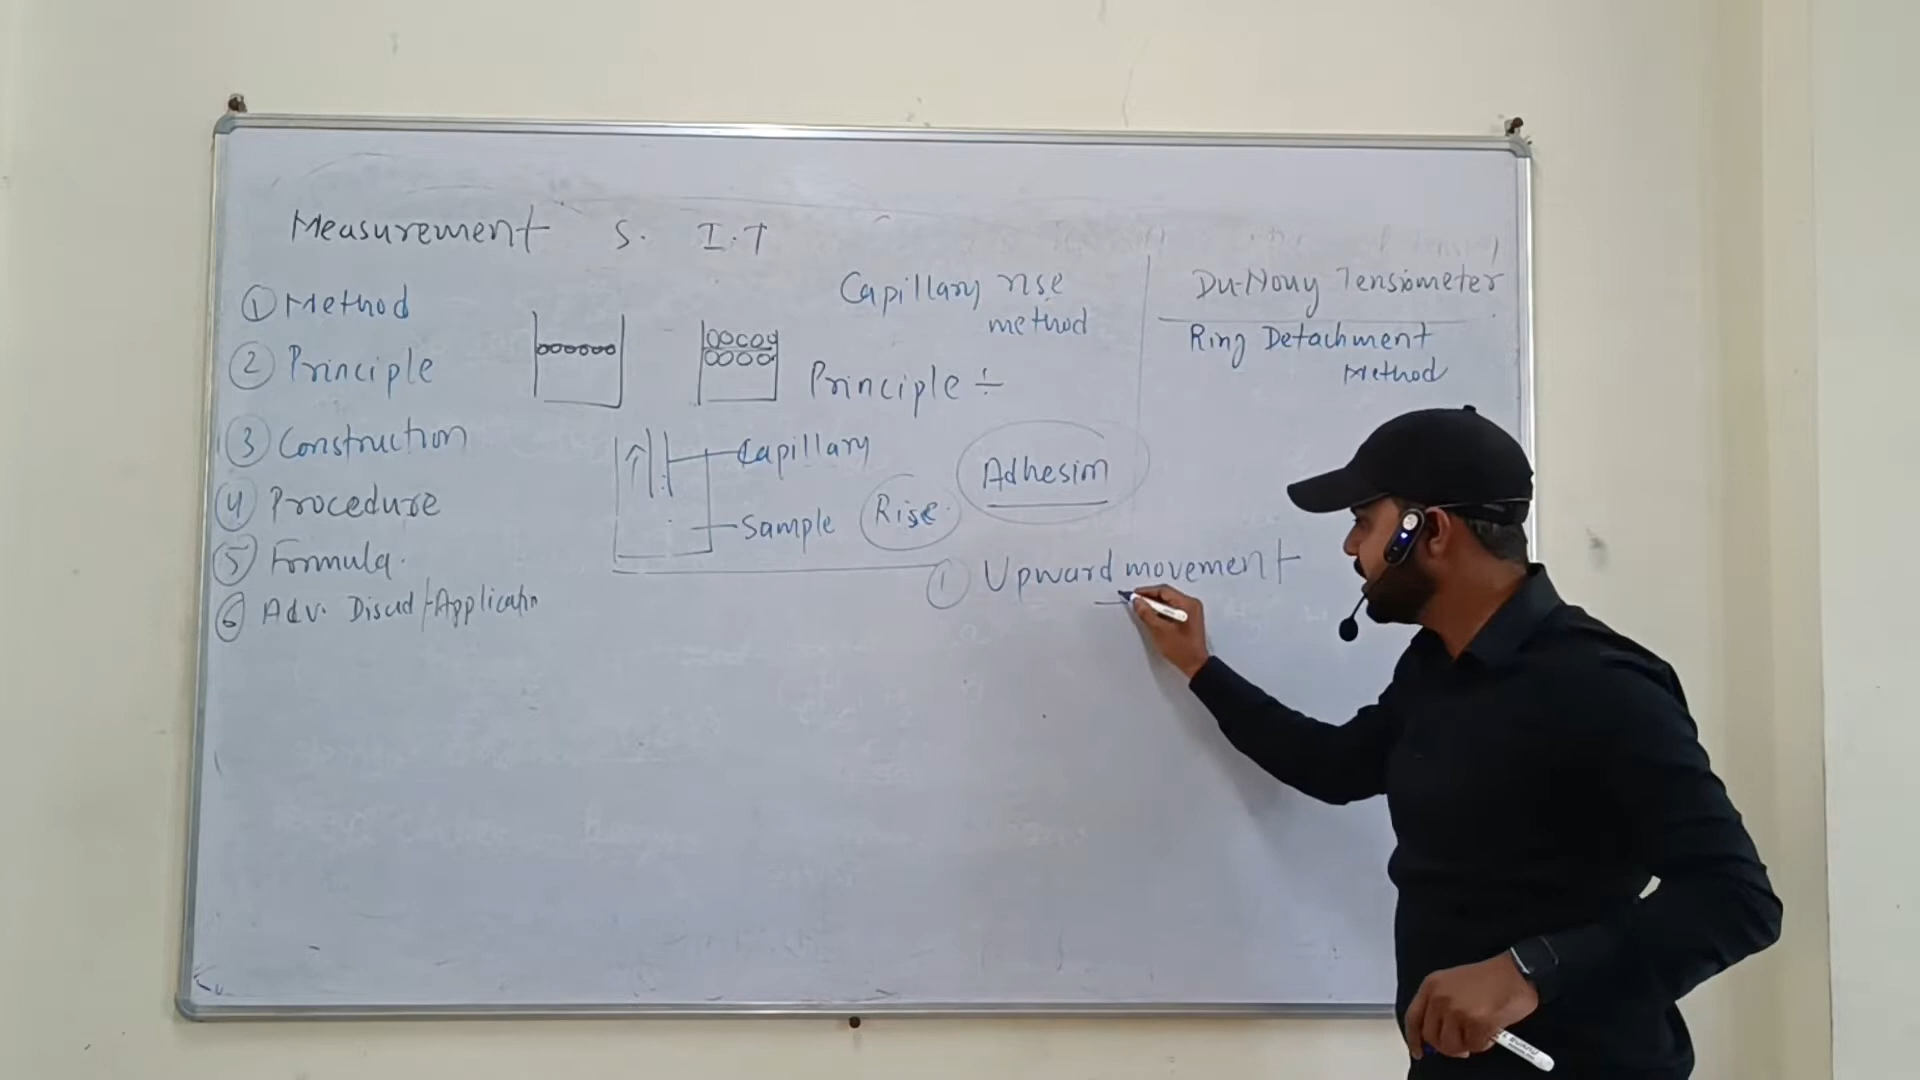 Measurement S. I.T
① Method
② Principle
③ Construction
④ Procedure
⑤ Formula.
⑥ Adv. Disad / Applicatn
Capillary rise
method
Principle ÷
Capillary
Sample
Rise.
Adhesion
① Upward movement
Du-Nouy Tensiometer
Ring Detachment
Method